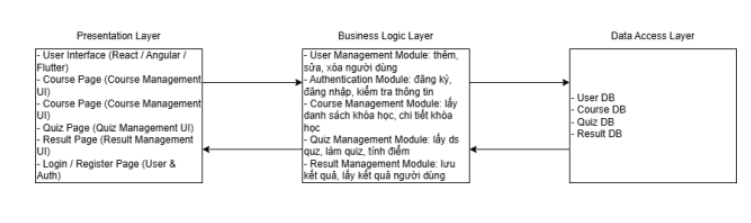 Presentation Layer
- User Interface (React / Angular /
Flutter)
- Course Page (Course Management
UI)
- Course Page (Course Management
UI)
- Quiz Page (Quiz Management UI)
- Result Page (Result Management
UI)
- Login / Register Page (User &
Auth)
Business Logic Layer
- User Management Module: thêm,
sửa, xóa người dùng
- Authentication Module: đăng ký,
đăng nhập, kiểm tra thông tin
- Course Management Module: lấy
danh sách khóa học, chi tiết khóa
học
- Quiz Management Module: lấy ds
quz, làm quiz, tính điểm
- Result Management Module: lưu
kết quả, lấy kết quả người dùng
Data Access Layer
- User DB
- Course DB
- Quiz DB
- Result DB